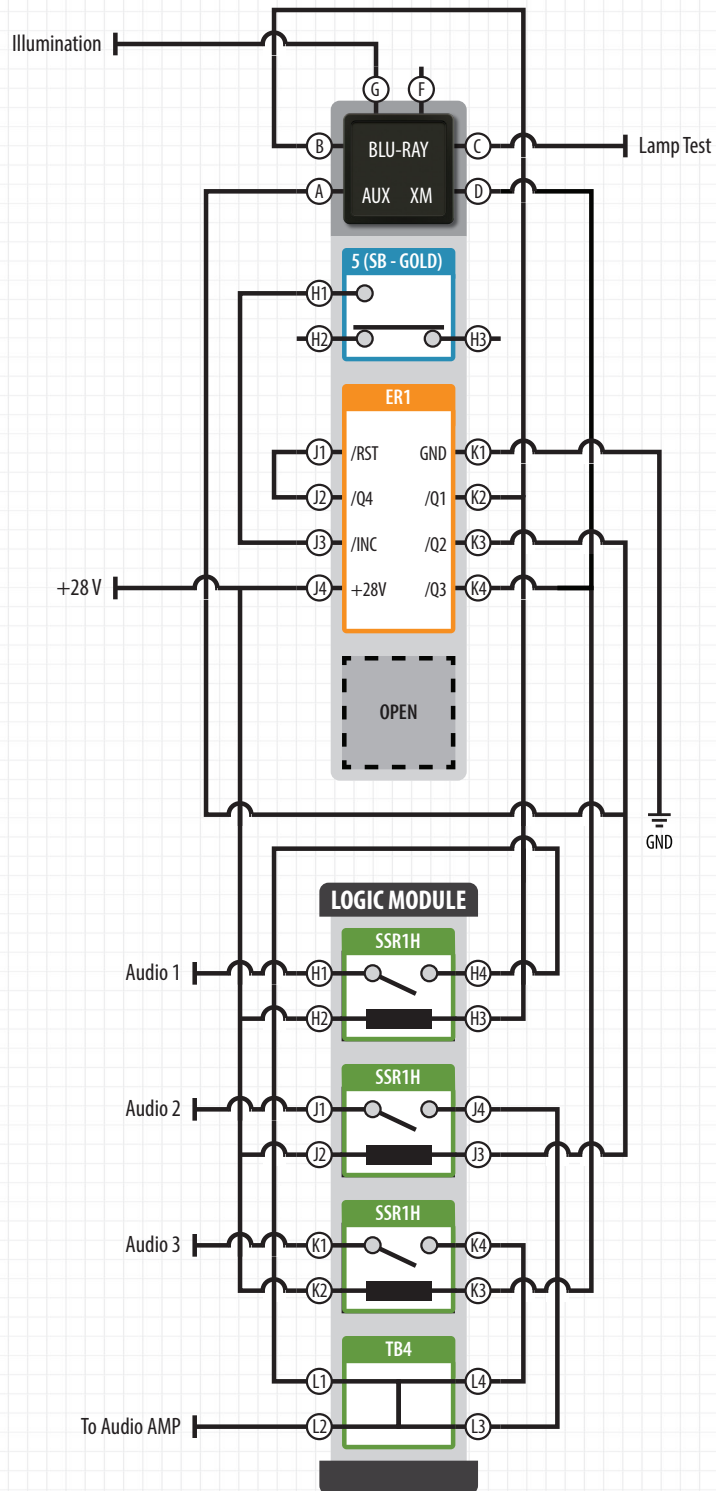 Illumination
G F
B BLU-RAY C Lamp Test
A AUX XM D
5 (SB - GOLD)
H1
H2 H3
ER1
J1 /RST GND K1
J2 /Q4 /Q1 K2
J3 /INC /Q2 K3
+28 V J4 +28V /Q3 K4
OPEN
GND
LOGIC MODULE
SSR1H
Audio 1 H1 H4
H2 H3
SSR1H
Audio 2 J1 J4
J2 J3
SSR1H
Audio 3 K1 K4
K2 K3
TB4
L1 L4
To Audio AMP L2 L3